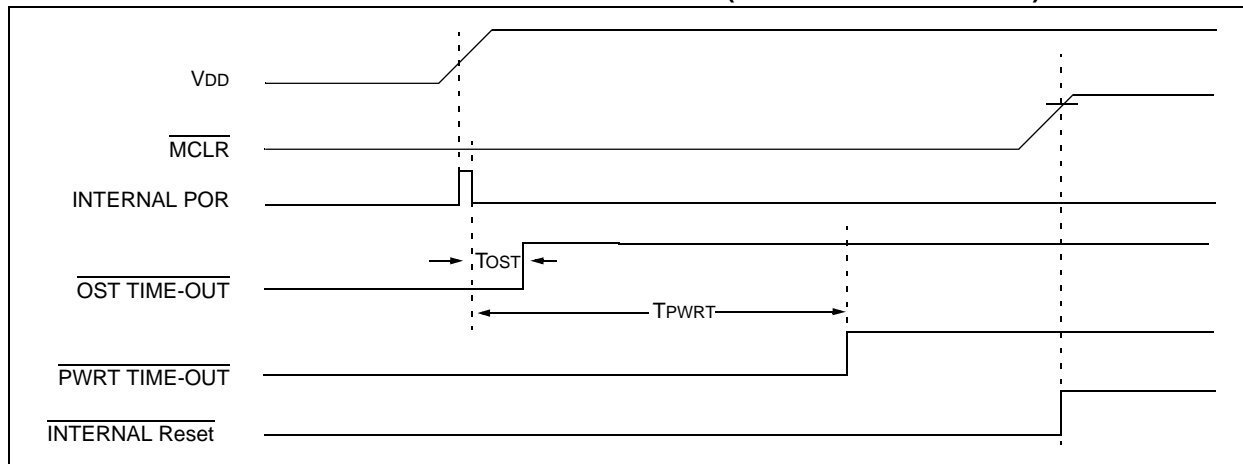 VDD
MCLR
INTERNAL POR
TOST
OST TIME-OUT
TPWRT
PWRT TIME-OUT
INTERNAL Reset